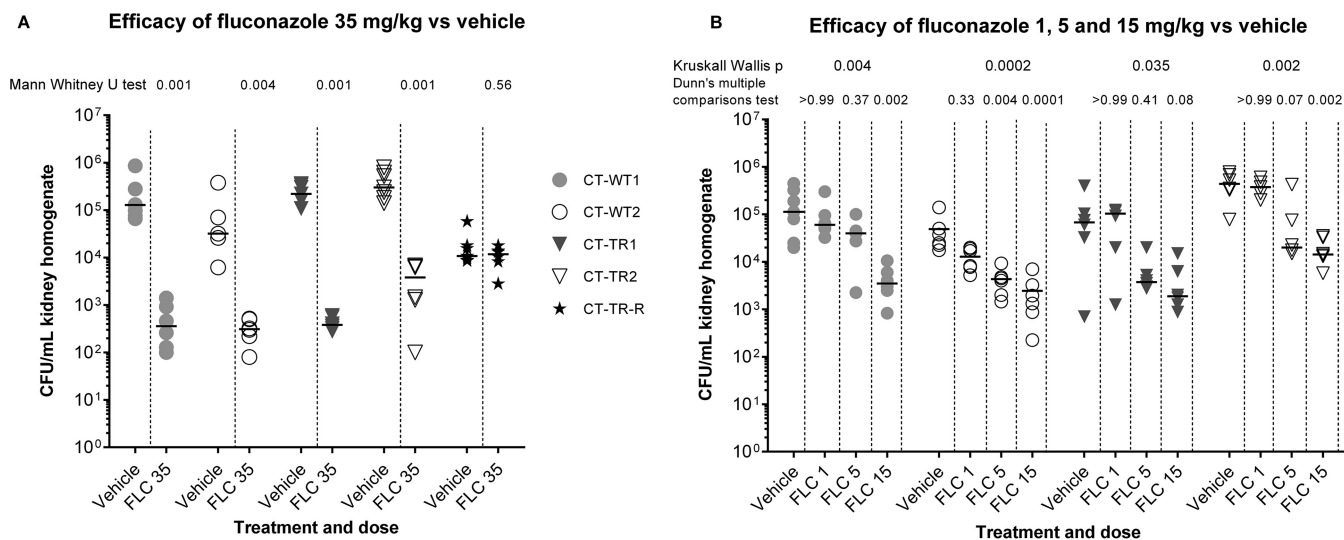 A
Efficacy of fluconazole 35 mg/kg vs vehicle
Mann Whitney U test 0.001 0.004 0.001 0.001 0.56
CFU/mL kidney homogenate
10^7
10^6
10^5
10^4
10^3
10^2
10^1
10^0
Vehicle FLC 35 Vehicle FLC 35 Vehicle FLC 35 Vehicle FLC 35 Vehicle FLC 35
Treatment and dose
CT-WT1
CT-WT2
CT-TR1
CT-TR2
CT-TR-R
B
Efficacy of fluconazole 1, 5 and 15 mg/kg vs vehicle
Kruskall Wallis p 0.004 0.0002 0.035 0.002
Dunn's multiple
comparisons test >0.99 0.37 0.002 0.33 0.004 0.0001 >0.99 0.41 0.08 >0.99 0.07 0.002
CFU/mL kidney homogenate
10^7
10^6
10^5
10^4
10^3
10^2
10^1
10^0
Vehicle FLC 1 FLC 5 FLC 15 Vehicle FLC 1 FLC 5 FLC 15 Vehicle FLC 1 FLC 5 FLC 15 Vehicle FLC 1 FLC 5 FLC 15
Treatment and dose